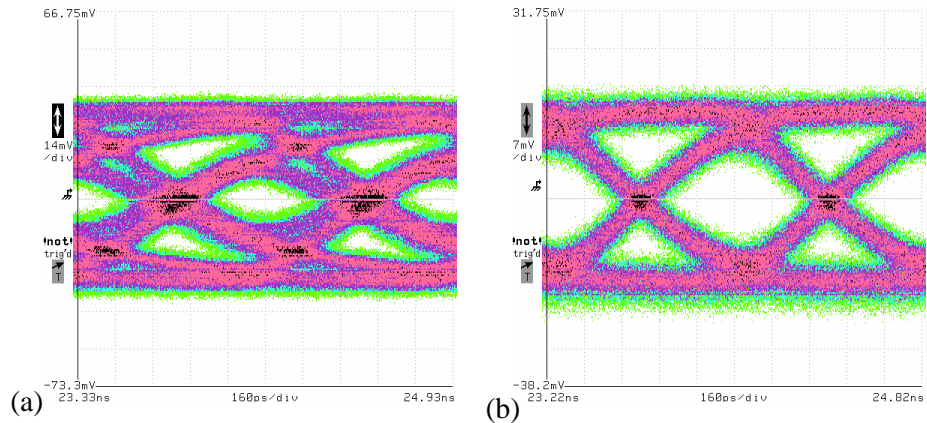 66.75mV
14mV
/div
!not!
trig'd
T
-73.3mV
23.33ns
160ps/div
24.93ns
(a)
31.75mV
7mV
/div
!not!
trig'd
T
-38.2mV
23.22ns
160ps/div
24.82ns
(b)